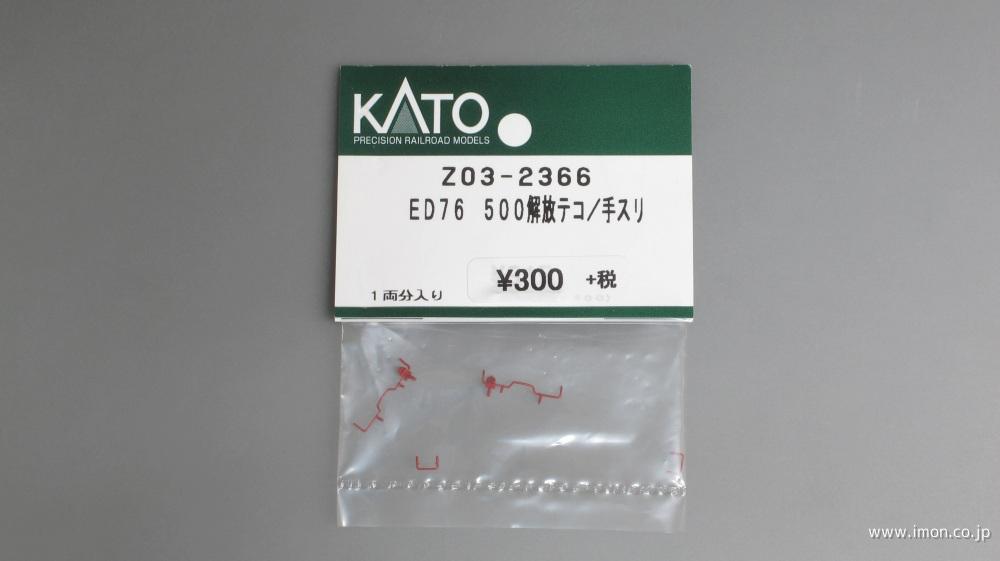 KATO
PRECISION RAILROAD MODELS
Z03-2366
ED76 500解放テコ/手スリ
¥300 +税
1両分入り
www.imon.co.jp